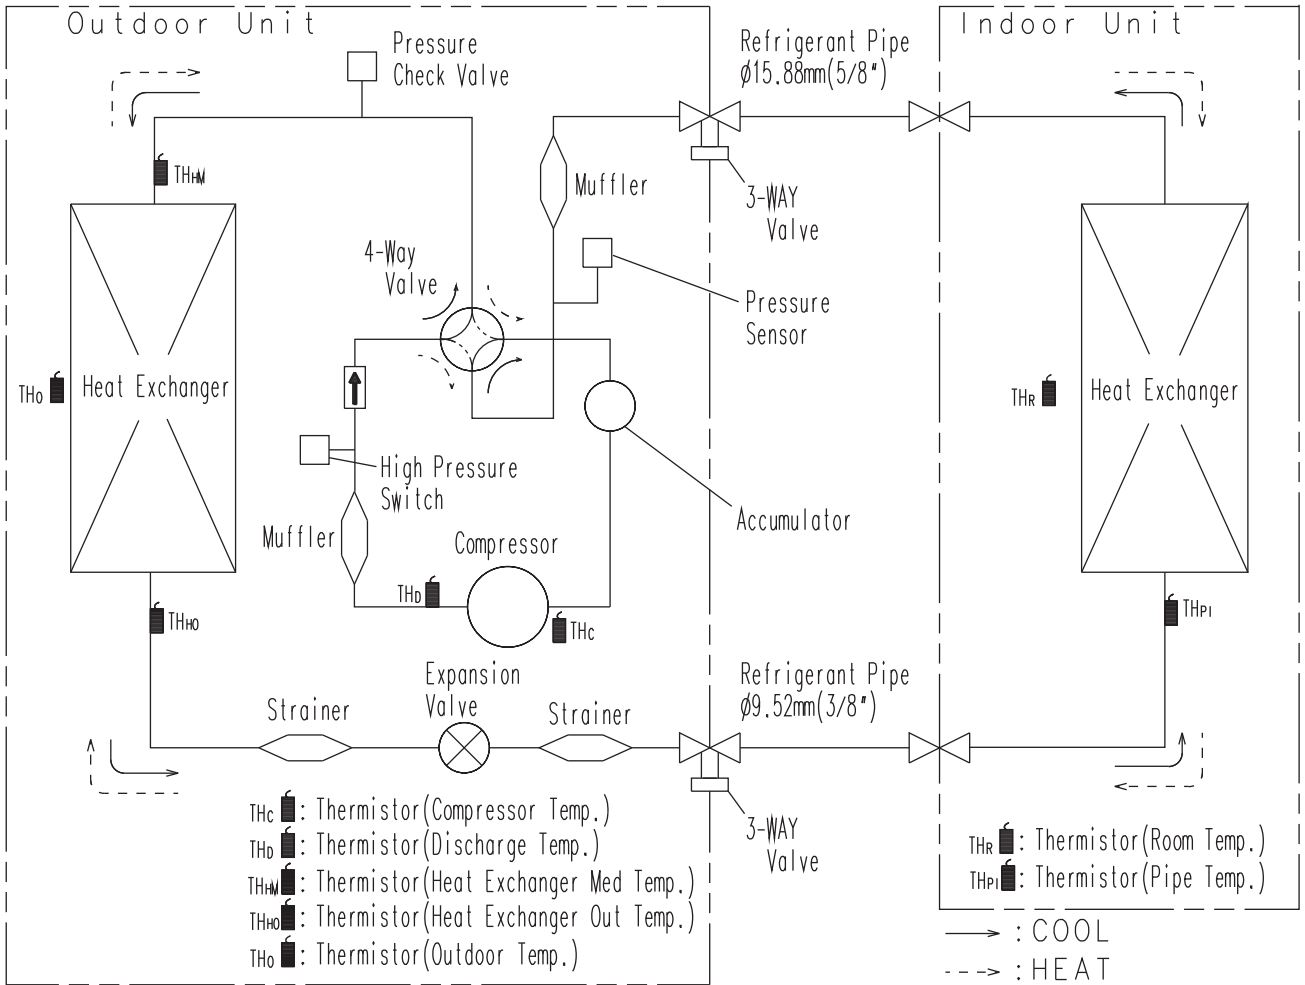 Outdoor Unit
Indoor Unit
Pressure
Check Valve
Refrigerant Pipe
Ø15.88mm(5/8")
THHM
Muffler
3-WAY
Valve
4-Way
Valve
Pressure
Sensor
THO
Heat Exchanger
THR
Heat Exchanger
High Pressure
Switch
Accumulator
Muffler
Compressor
THD
THC
THHO
THPI
Expansion
Valve
Refrigerant Pipe
Ø9.52mm(3/8")
Strainer
Strainer
3-WAY
Valve
THC : Thermistor(Compressor Temp.)
THD : Thermistor(Discharge Temp.)
THHM : Thermistor(Heat Exchanger Med Temp.)
THHO : Thermistor(Heat Exchanger Out Temp.)
THO : Thermistor(Outdoor Temp.)
THR : Thermistor(Room Temp.)
THPI : Thermistor(Pipe Temp.)
: COOL
: HEAT